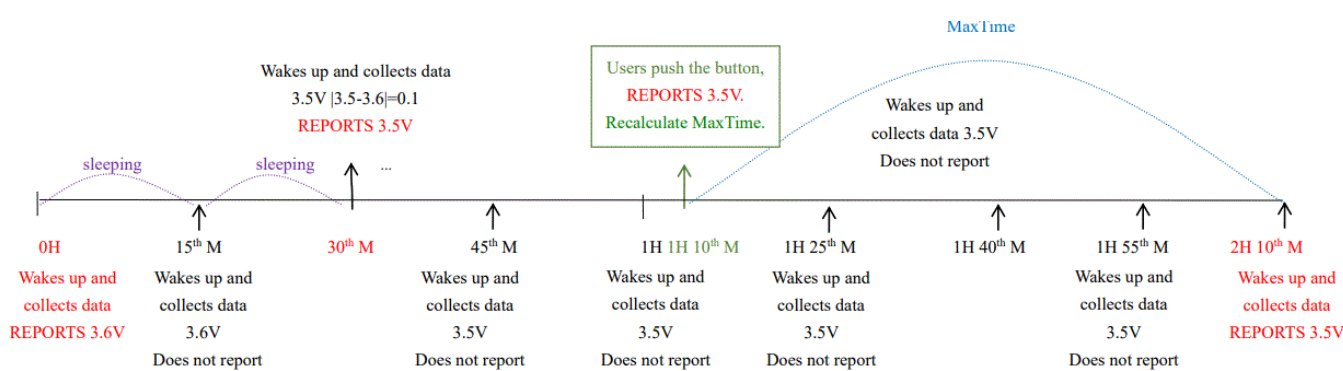 MaxTime
Wakes up and collects data
3.5V |3.5-3.6|=0.1
REPORTS 3.5V
Users push the button,
REPORTS 3.5V.
Recalculate MaxTime.
Wakes up and
collects data 3.5V
Does not report
sleeping
sleeping
...
0H
15th M
30th M
45th M
1H
1H 10th M
1H 25th M
1H 40th M
1H 55th M
2H 10th M
Wakes up and
collects data
REPORTS 3.6V
Wakes up and
collects data
3.6V
Does not report
Wakes up and
collects data
3.5V
Does not report
Wakes up and
collects data
3.5V
Does not report
Wakes up and
collects data
3.5V
Does not report
Wakes up and
collects data
3.5V
Does not report
Wakes up and
collects data
REPORTS 3.5V